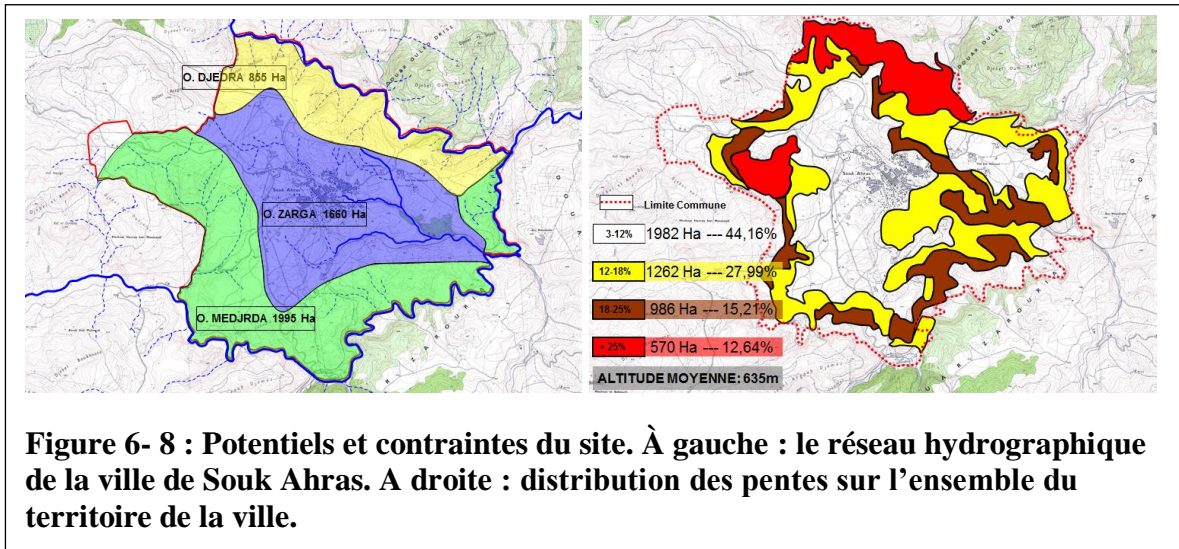 O. DJEDRA 855 Ha
Souk Ahras
O. ZARGA 1660 Ha
O. MEDJRDA 1995 Ha
DOUAR OULED DRISS
Souk Ahras
Limite Commune
3-12% 1982 Ha --- 44,16%
12-18% 1262 Ha --- 27,99%
18-25% 986 Ha --- 15,21%
+ 25% 570 Ha --- 12,64%
ALTITUDE MOYENNE: 635m
Figure 6- 8 : Potentiels et contraintes du site. À gauche : le réseau hydrographique
de la ville de Souk Ahras. A droite : distribution des pentes sur l’ensemble du
territoire de la ville.